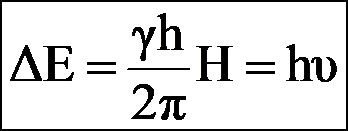 ΔE = γh/2π H = hυ